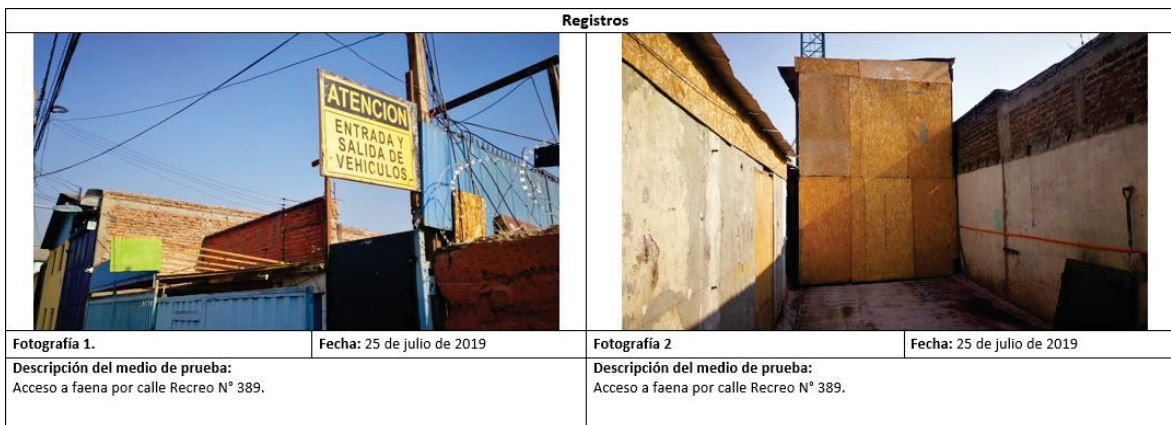 Registros
ATENCION
ENTRADA Y
SALIDA DE
VEHICULOS
Fotografía 1.
Fecha: 25 de julio de 2019
Fotografía 2
Fecha: 25 de julio de 2019
Descripción del medio de prueba:
Acceso a faena por calle Recreo N° 389.
Descripción del medio de prueba:
Acceso a faena por calle Recreo N° 389.